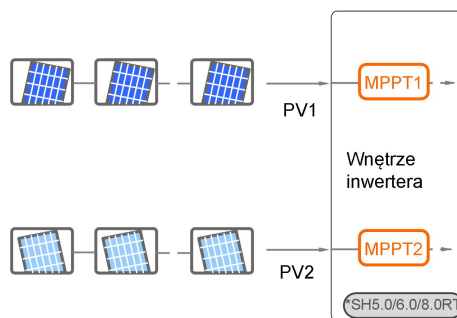 MPPT1
PV1
Wnętrze
inwertera
MPPT2
PV2
*SH5.0/6.0/8.0RT